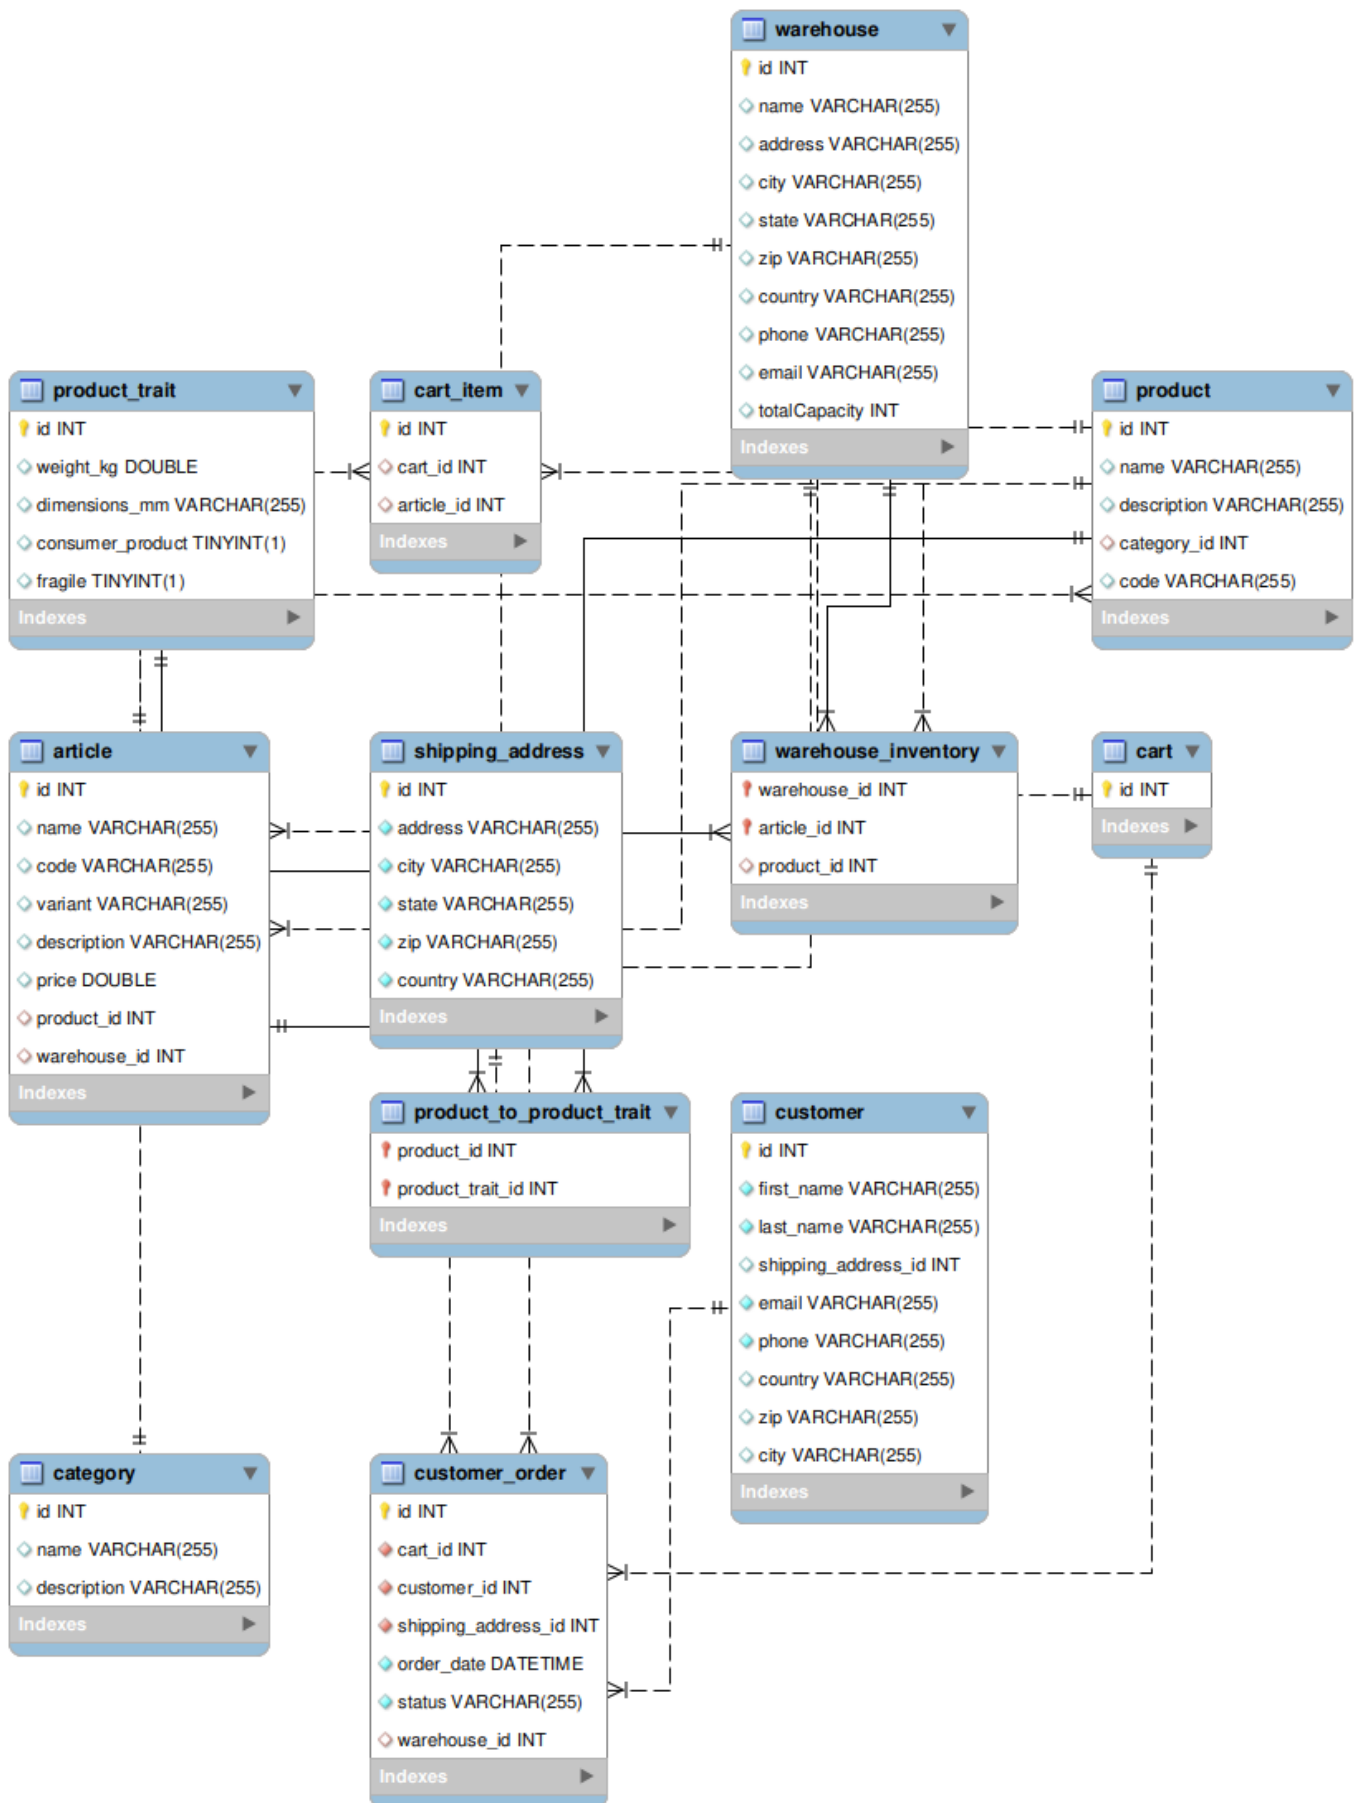 warehouse
id INT
name VARCHAR(255)
address VARCHAR(255)
city VARCHAR(255)
state VARCHAR(255)
zip VARCHAR(255)
country VARCHAR(255)
phone VARCHAR(255)
email VARCHAR(255)
totalCapacity INT
Indexes
product_trait
id INT
weight_kg DOUBLE
dimensions_mm VARCHAR(255)
consumer_product TINYINT(1)
fragile TINYINT(1)
Indexes
cart_item
id INT
cart_id INT
article_id INT
Indexes
product
id INT
name VARCHAR(255)
description VARCHAR(255)
category_id INT
code VARCHAR(255)
Indexes
article
id INT
name VARCHAR(255)
code VARCHAR(255)
variant VARCHAR(255)
description VARCHAR(255)
price DOUBLE
product_id INT
warehouse_id INT
Indexes
shipping_address
id INT
address VARCHAR(255)
city VARCHAR(255)
state VARCHAR(255)
zip VARCHAR(255)
country VARCHAR(255)
Indexes
warehouse_inventory
warehouse_id INT
article_id INT
product_id INT
Indexes
cart
id INT
Indexes
product_to_product_trait
product_id INT
product_trait_id INT
Indexes
customer
id INT
first_name VARCHAR(255)
last_name VARCHAR(255)
shipping_address_id INT
email VARCHAR(255)
phone VARCHAR(255)
country VARCHAR(255)
zip VARCHAR(255)
city VARCHAR(255)
Indexes
category
id INT
name VARCHAR(255)
description VARCHAR(255)
Indexes
customer_order
id INT
cart_id INT
customer_id INT
shipping_address_id INT
order_date DATETIME
status VARCHAR(255)
warehouse_id INT
Indexes